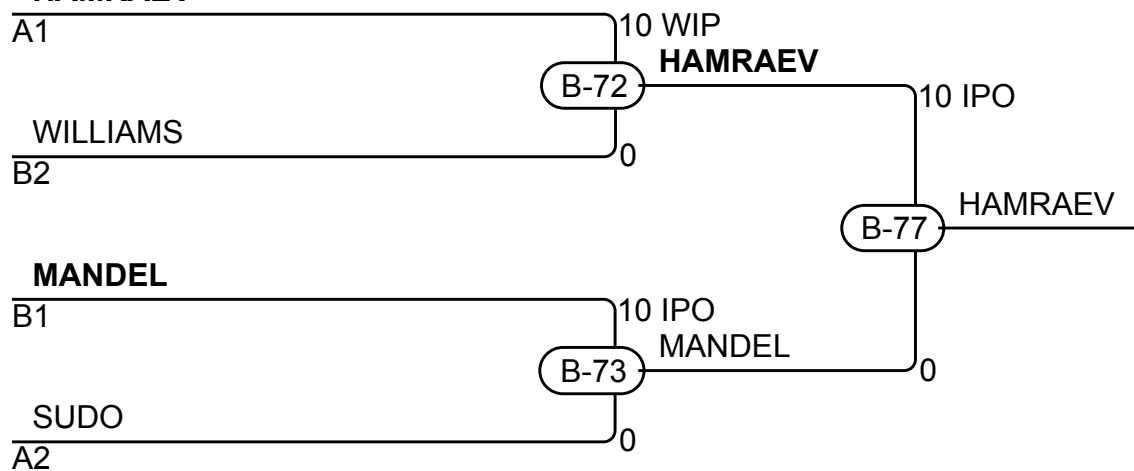 A1
10 WIP
HAMRAEV
B-72
10 IPO
WILLIAMS
0
B2
HAMRAEV
B-77
MANDEL
B1
10 IPO
MANDEL
B-73
0
SUDO
0
A2